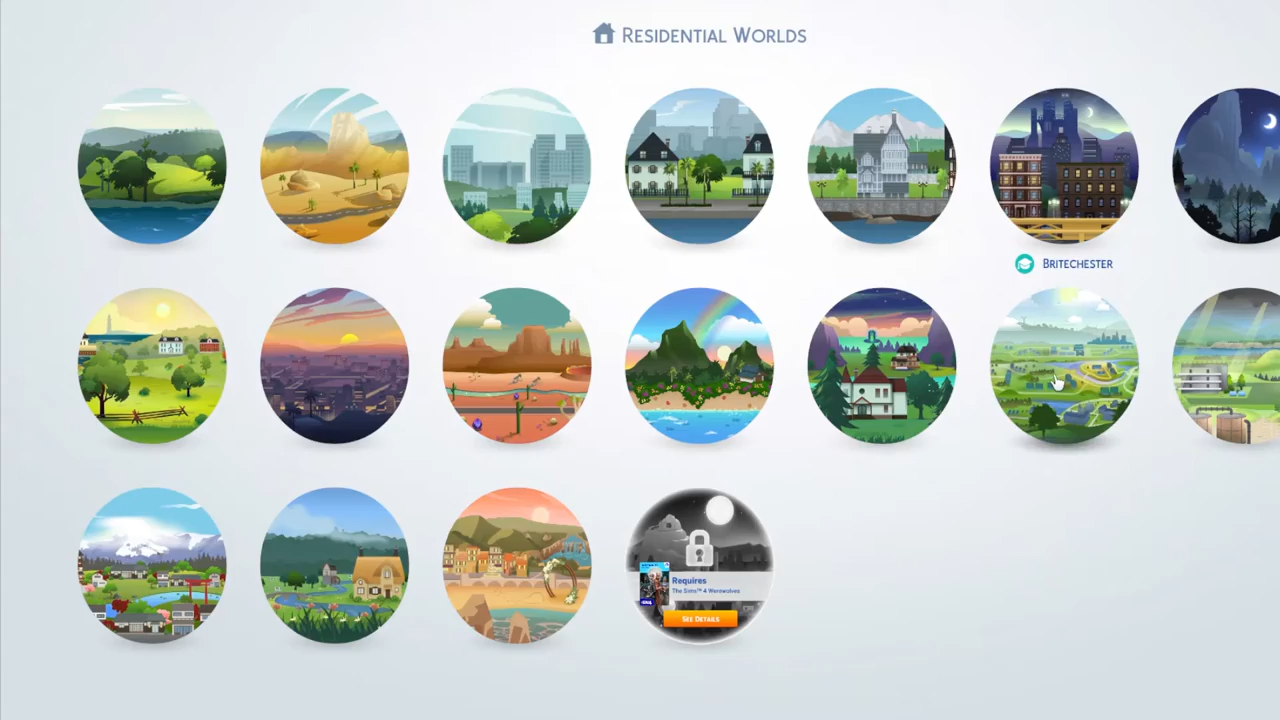 RESIDENTIAL WORLDS
BRITECHESTER
Requires
The Sims™ 4 Werewolves
SEE DETAILS